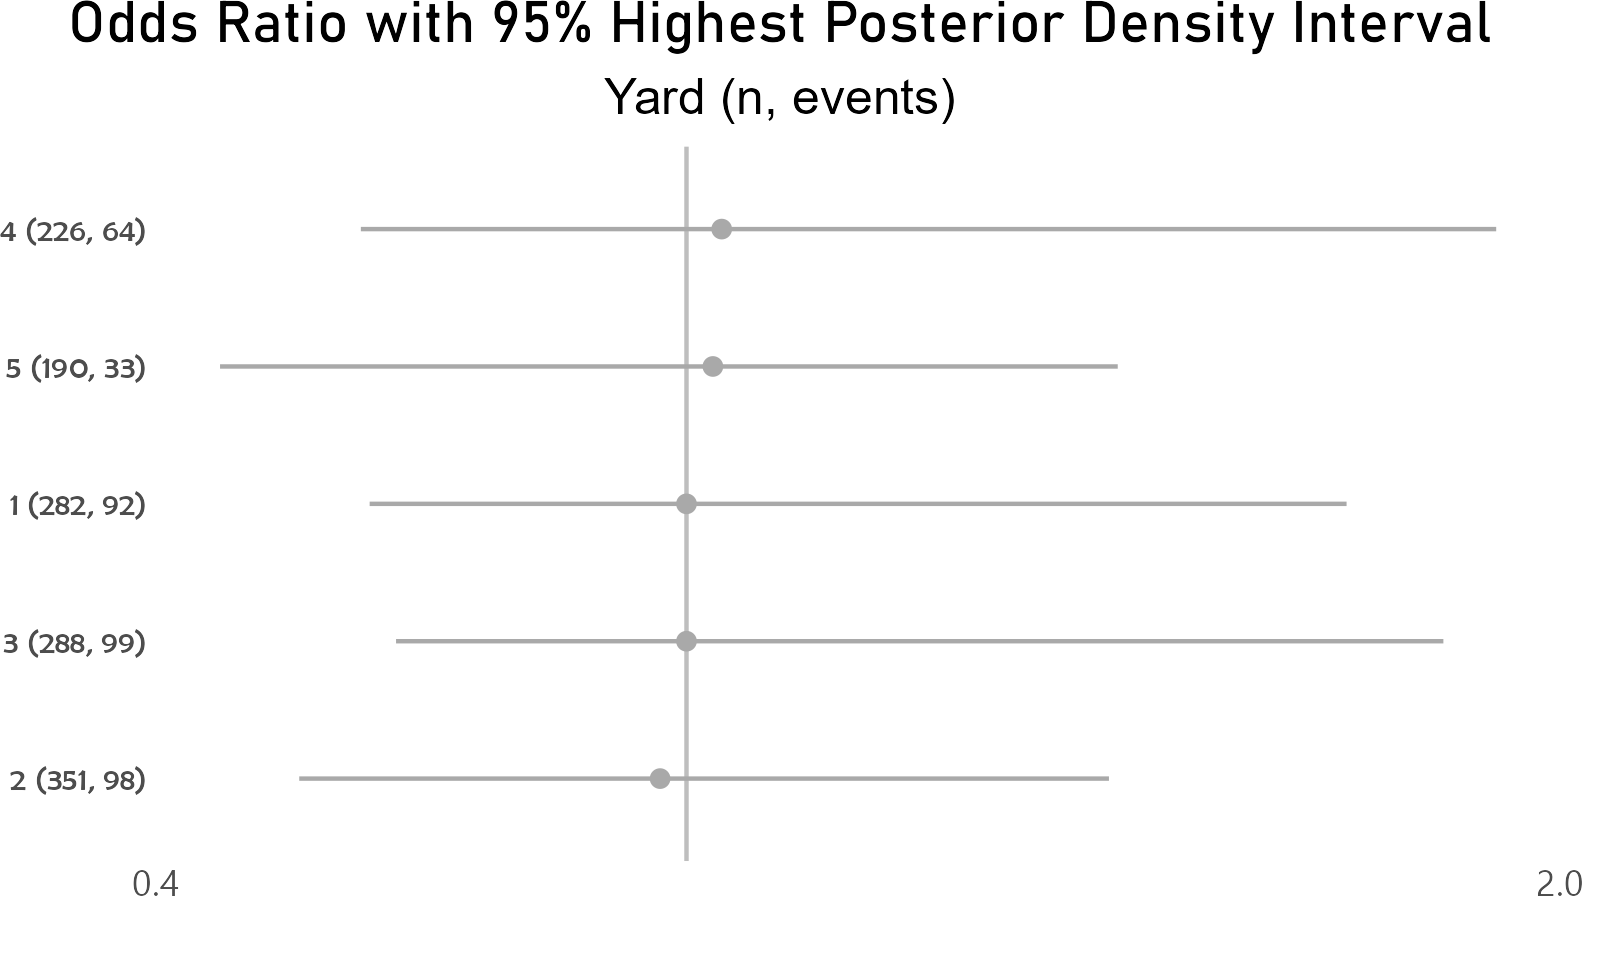 Odds Ratio with 95% Highest Posterior Density Interval
Yard (n, events)
4 (226, 64)
5 (190, 33)
1 (282, 92)
3 (288, 99)
2 (351, 98)
0.4 2.0